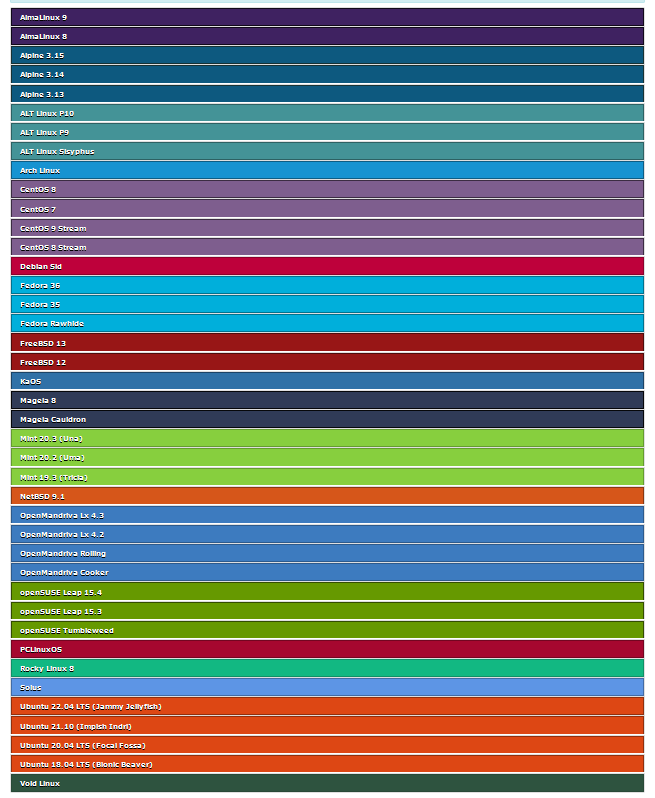 AlmaLinux 9
AlmaLinux 8
Alpine 3.15
Alpine 3.14
Alpine 3.13
ALT Linux P10
ALT Linux P9
ALT Linux Sisyphus
Arch Linux
CentOS 8
CentOS 7
CentOS 9 Stream
CentOS 8 Stream
Debian Sid
Fedora 36
Fedora 35
Fedora Rawhide
FreeBSD 13
FreeBSD 12
KaOS
Mageia 8
Mageia Cauldron
Mint 20.3 (Una)
Mint 20.2 (Uma)
Mint 19.3 (Tricia)
NetBSD 9.1
OpenMandriva Lx 4.3
OpenMandriva Lx 4.2
OpenMandriva Rolling
OpenMandriva Cooker
openSUSE Leap 15.4
openSUSE Leap 15.3
openSUSE Tumbleweed
PCLinuxOS
Rocky Linux 8
Solus
Ubuntu 22.04 LTS (Jammy Jellyfish)
Ubuntu 21.10 (Impish Indri)
Ubuntu 20.04 LTS (Focal Fossa)
Ubuntu 18.04 LTS (Bionic Beaver)
Void Linux